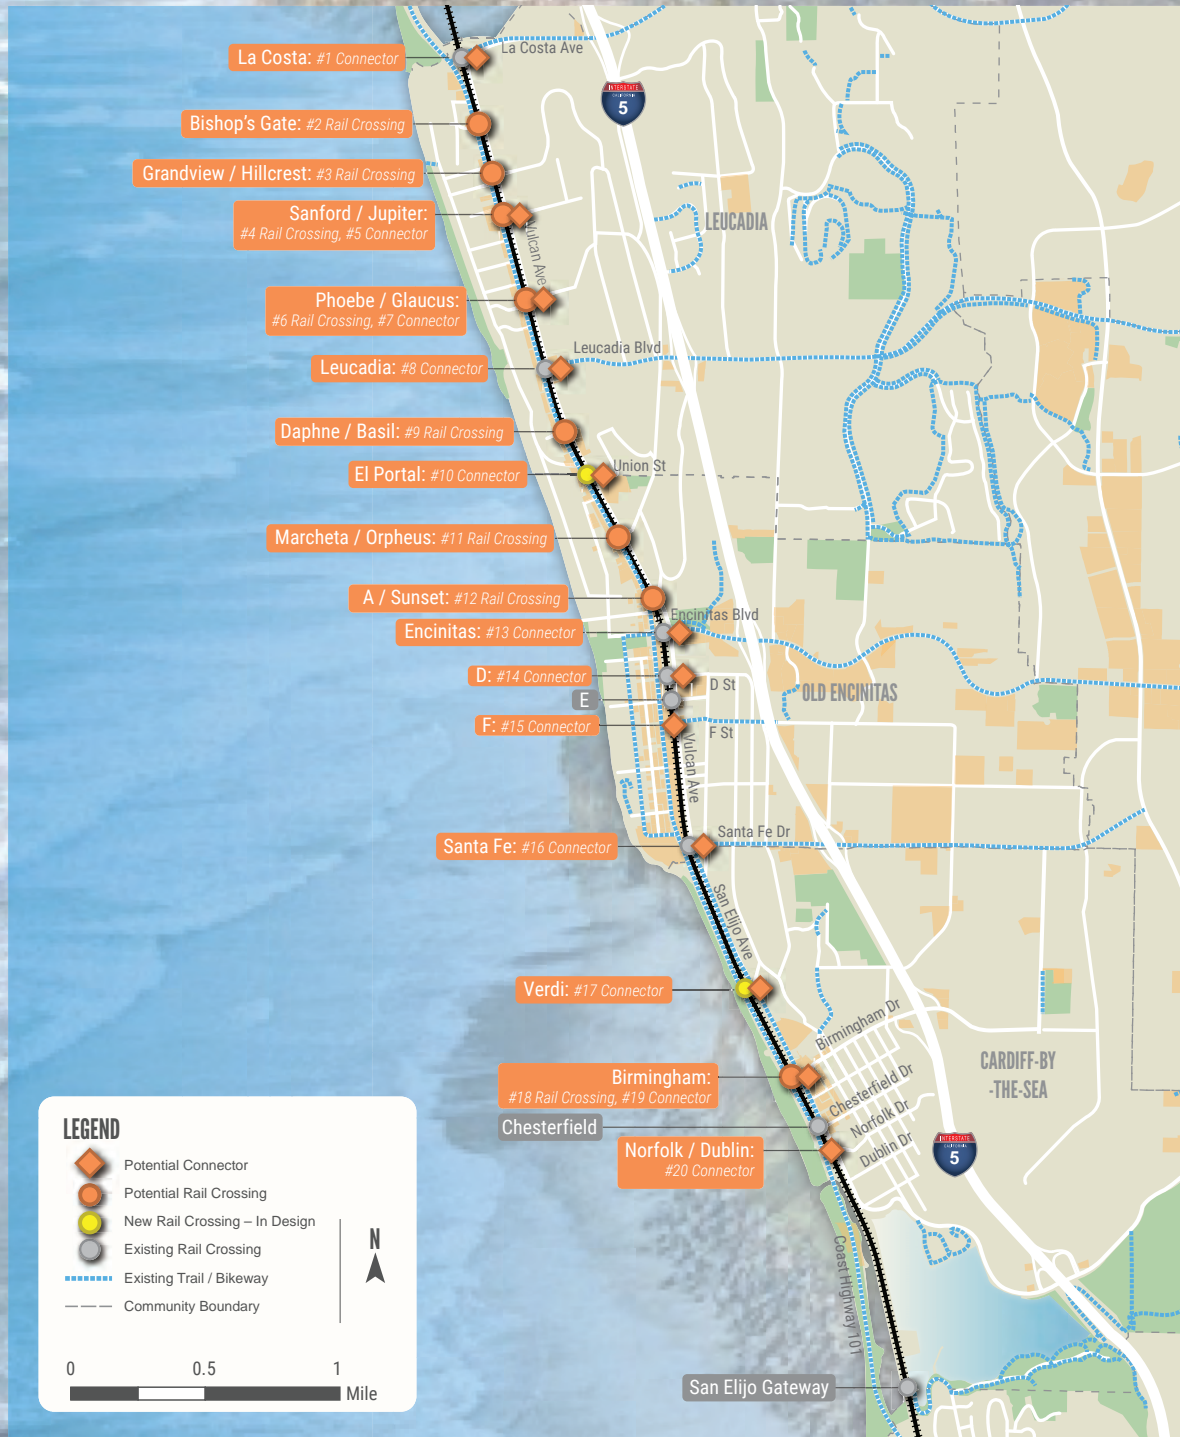 La Costa: #1 Connector
La Costa Ave
INTERSTATE
CALIFORNIA
5
Bishop's Gate: #2 Rail Crossing
Grandview / Hillcrest: #3 Rail Crossing
Sanford / Jupiter:
#4 Rail Crossing, #5 Connector
LEUCADIA
Vulcan Ave
Phoebe / Glaucus:
#6 Rail Crossing, #7 Connector
Leucadia Blvd
Leucadia: #8 Connector
Daphne / Basil: #9 Rail Crossing
El Portal: #10 Connector
Union St
Marcheta / Orpheus: #11 Rail Crossing
A / Sunset: #12 Rail Crossing
Encinitas Blvd
Encinitas: #13 Connector
D: #14 Connector
D St
OLD ENCINITAS
E
F: #15 Connector
F St
Vulcan Ave
Santa Fe Dr
Santa Fe: #16 Connector
San Elijo Ave
Verdi: #17 Connector
Birmingham Dr
Birmingham:
#18 Rail Crossing, #19 Connector
CARDIFF-BY
-THE-SEA
Chesterfield Dr
Chesterfield
Norfolk Dr
Norfolk / Dublin:
#20 Connector
Dublin Dr
INTERSTATE
CALIFORNIA
5
Coast Highway 101
San Elijo Gateway
LEGEND
Potential Connector
Potential Rail Crossing
New Rail Crossing – In Design
Existing Rail Crossing
Existing Trail / Bikeway
Community Boundary
N
0 0.5 1
Mile